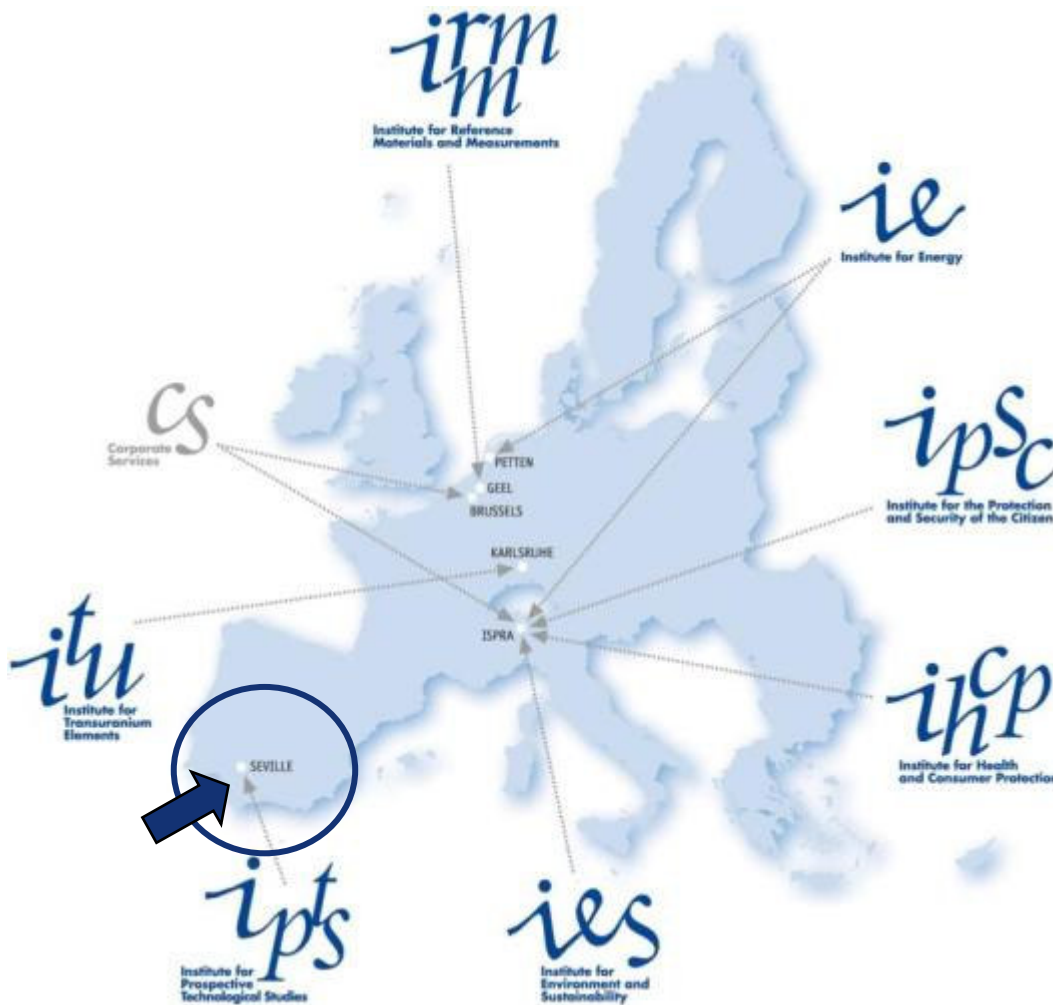 irmm
Institute for Reference
Materials and Measurements
ie
Institute for Energy
cs
Corporate
Services
ipsc
Institute for the Protection
and Security of the Citizen
PETTEN
GEEL
BRUSSELS
KARLSRUHE
ISPRA
itu
Institute for
Transuranium
Elements
ihcp
Institute for Health
and Consumer Protection
SEVILLE
ipts
Institute for
Prospective
Technological Studies
ies
Institute for
Environment and
Sustainability